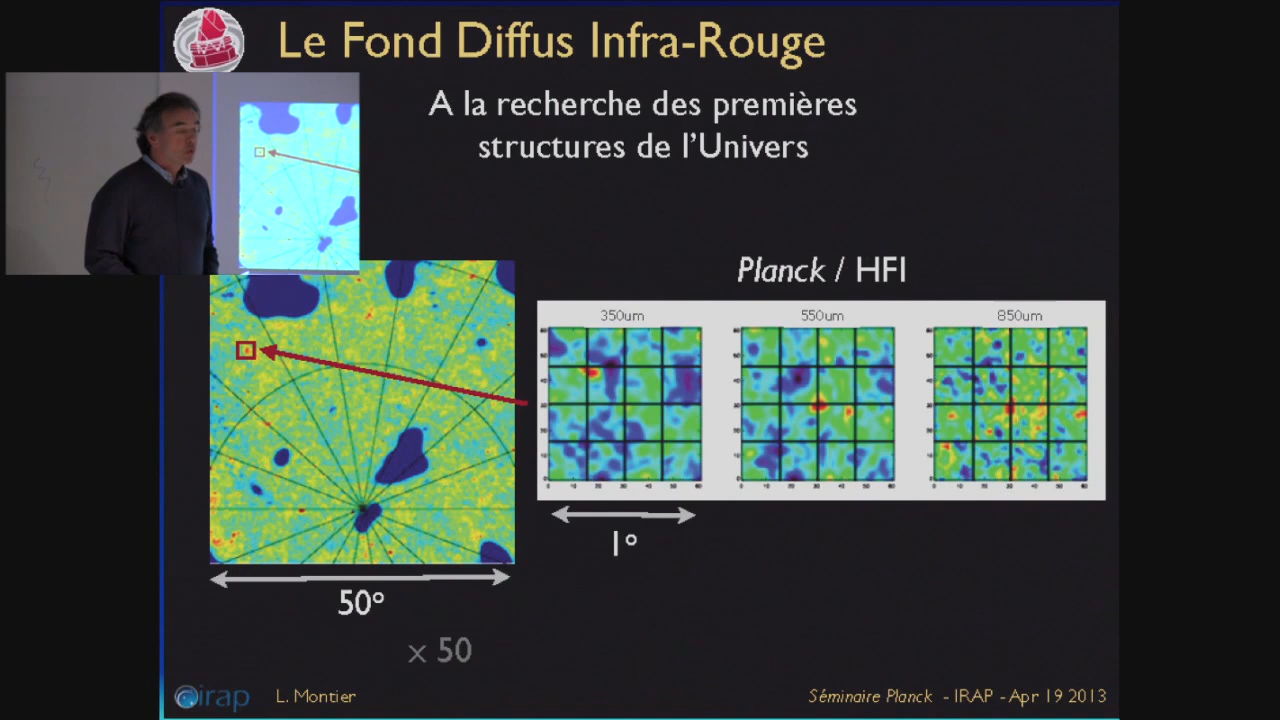 Le Fond Diffus Infra-Rouge
A la recherche des premières
structures de l'Univers
Planck / HFI
350um 550um 850um
1°
50°
x 50
irap
L. Montier
Séminaire Planck - IRAP - Apr 19 2013